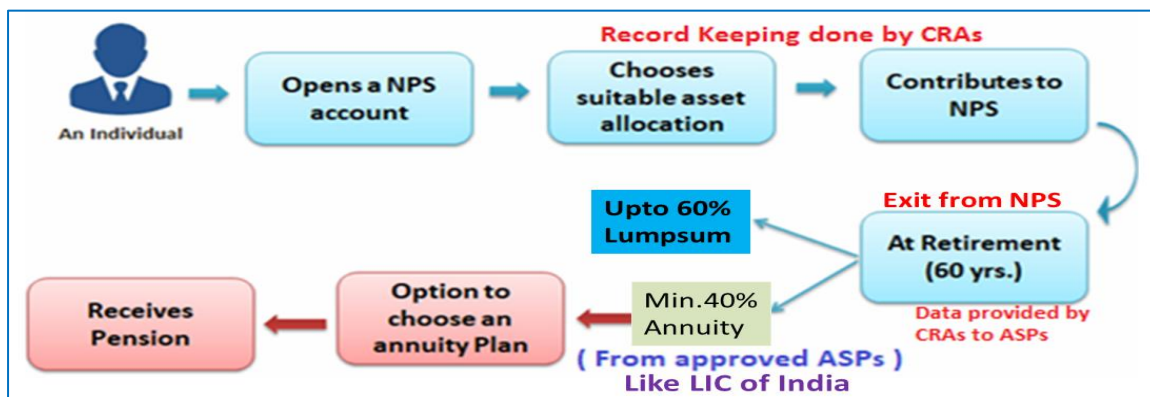 Record Keeping done by CRAs
An Individual
Opens a NPS
account
Chooses
suitable asset
allocation
Contributes to
NPS
Exit from NPS
At Retirement
(60 yrs.)
Data provided by
CRAs to ASPs
Upto 60%
Lumpsum
Min.40%
Annuity
( From approved ASPs )
Like LIC of India
Option to
choose an
annuity Plan
Receives
Pension